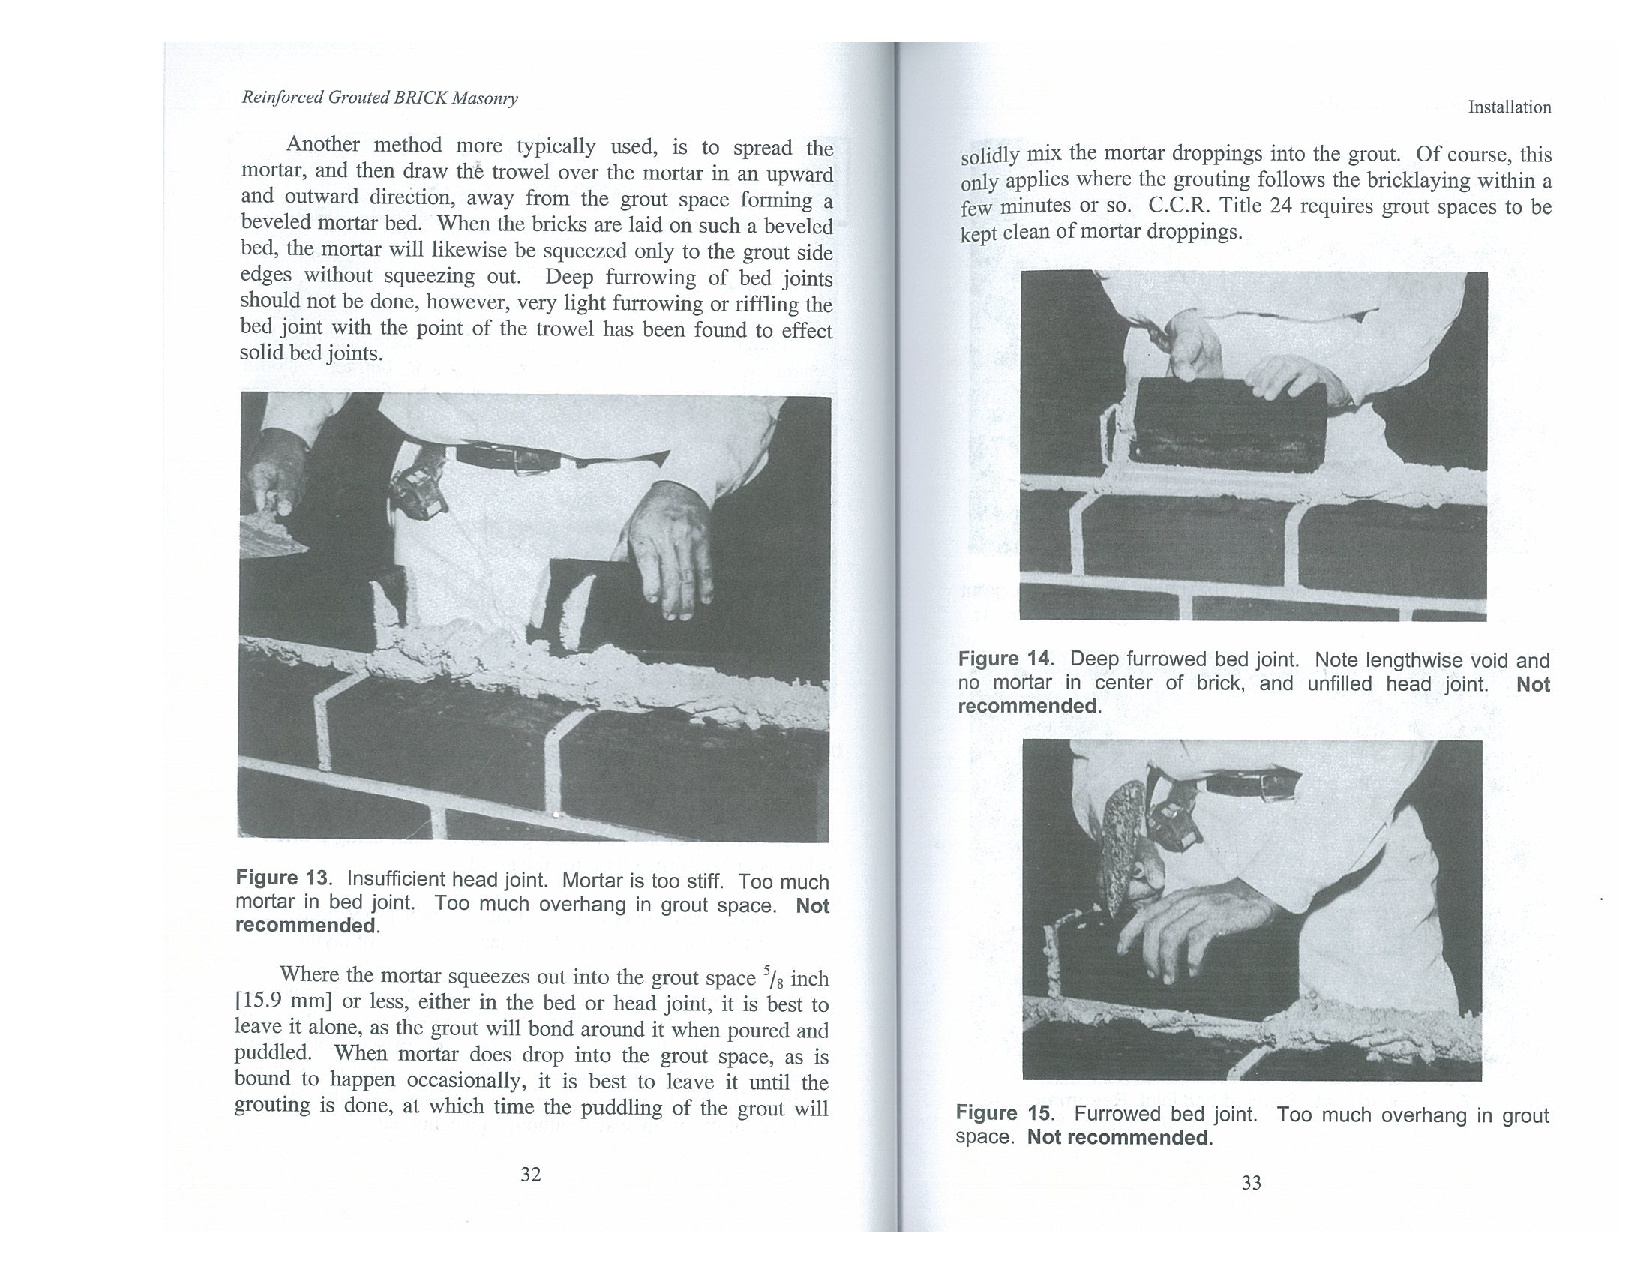 Reinforced Grouted BRICK Masonry
Another method more typically used, is to spread the
mortar, and then draw the trowel over the mortar in an upward
and outward direction, away from the grout space forming a
beveled mortar bed. When the bricks are laid on such a beveled
bed, the mortar will likewise be squeezed only to the grout side
edges without squeezing out. Deep furrowing of bed joints
should not be done, however, very light furrowing or riffling the
bed joint with the point of the trowel has been found to effect
solid bed joints.
Figure 13. Insufficient head joint. Mortar is too stiff. Too much
mortar in bed joint. Too much overhang in grout space. Not
recommended.
Where the mortar squeezes out into the grout space 5/8 inch
[15.9 mm] or less, either in the bed or head joint, it is best to
leave it alone, as the grout will bond around it when poured and
puddled. When mortar does drop into the grout space, as is
bound to happen occasionally, it is best to leave it until the
grouting is done, at which time the puddling of the grout will
32
Installation
solidly mix the mortar droppings into the grout. Of course, this
only applies where the grouting follows the bricklaying within a
few minutes or so. C.C.R. Title 24 requires grout spaces to be
kept clean of mortar droppings.
Figure 14. Deep furrowed bed joint. Note lengthwise void and
no mortar in center of brick, and unfilled head joint. Not
recommended.
Figure 15. Furrowed bed joint. Too much overhang in grout
space. Not recommended.
33